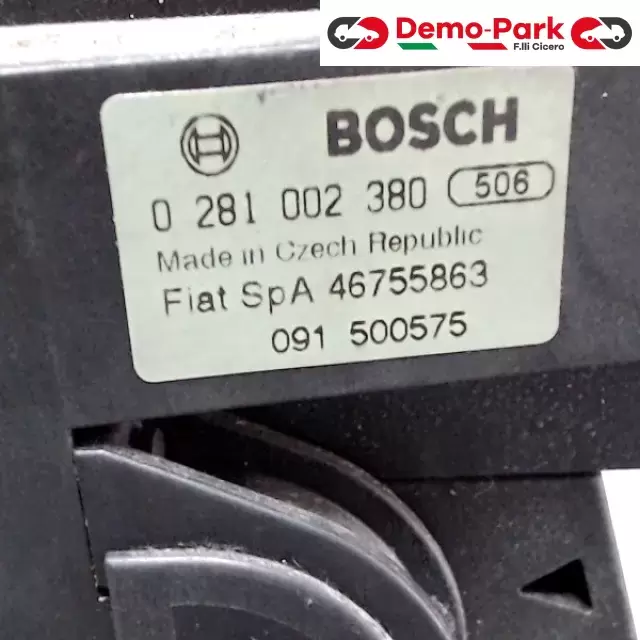 Demo-Park
F.lli Cicero
BOSCH
0 281 002 380 506
Made in Czech Republic
Fiat SpA 46755863
091 500575